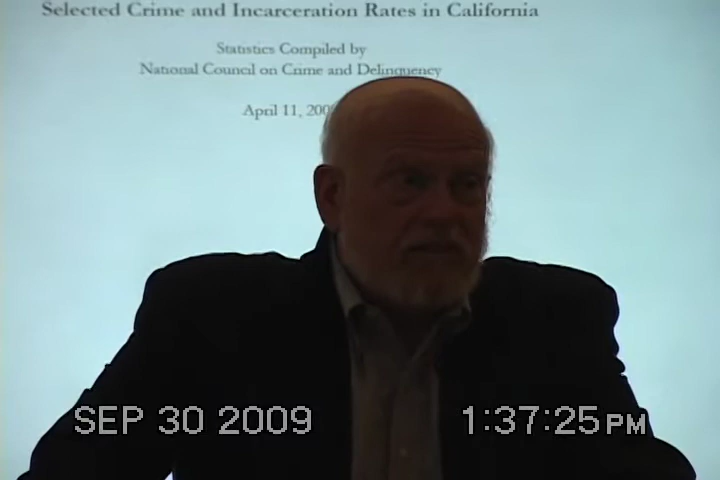 Selected Crime and Incarceration Rates in California
Statistics Compiled by
National Council on Crime and Delinquency
April 11, 200
SEP 30 2009 1:37:25 PM